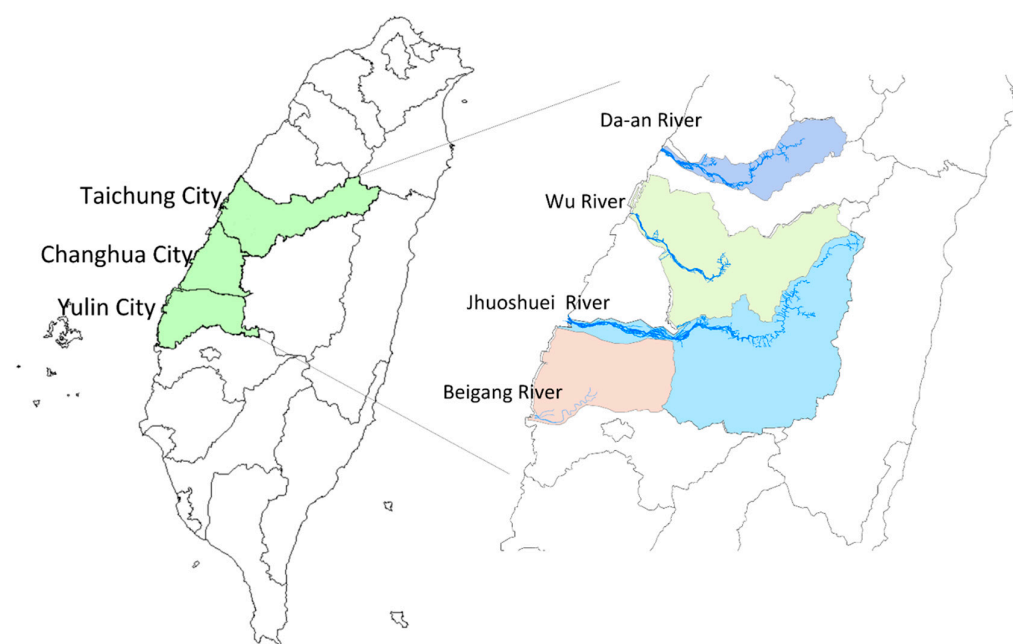 Taichung City
Changhua City
Yulin City
Da-an River
Wu River
Jhuoshuei River
Beigang River